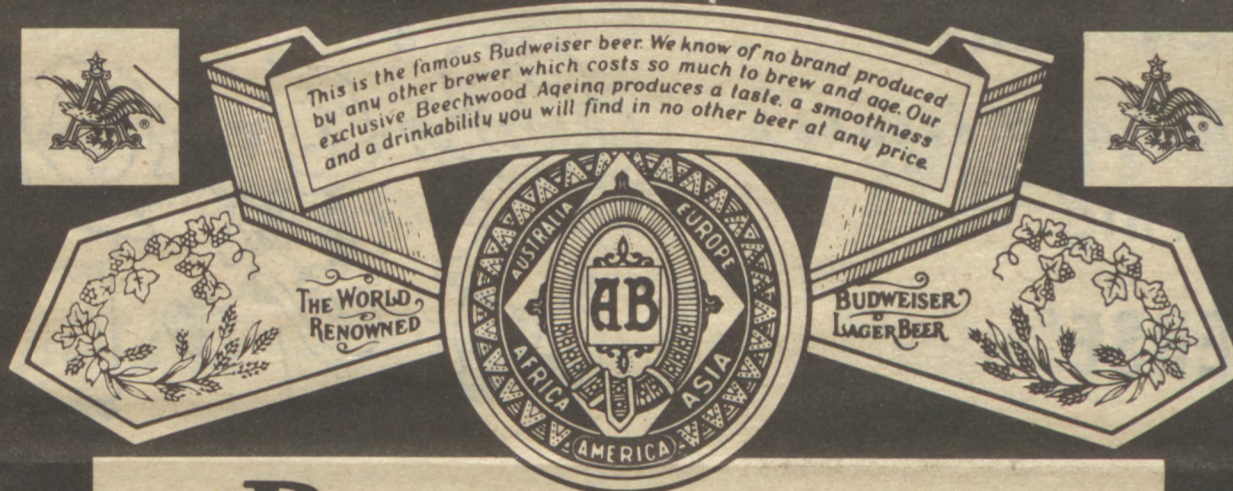 This is the famous Budweiser beer. We know of no brand produced
by any other brewer which costs so much to brew and age. Our
exclusive Beechwood Ageing produces a taste, a smoothness
and a drinkability you will find in no other beer at any price.
A
®
A
®
THE WORLD
RENOWNED
AUSTRALIA
EUROPE
AB
AFRICA
ASIA
AMERICA
BUDWEISER
LAGER BEER